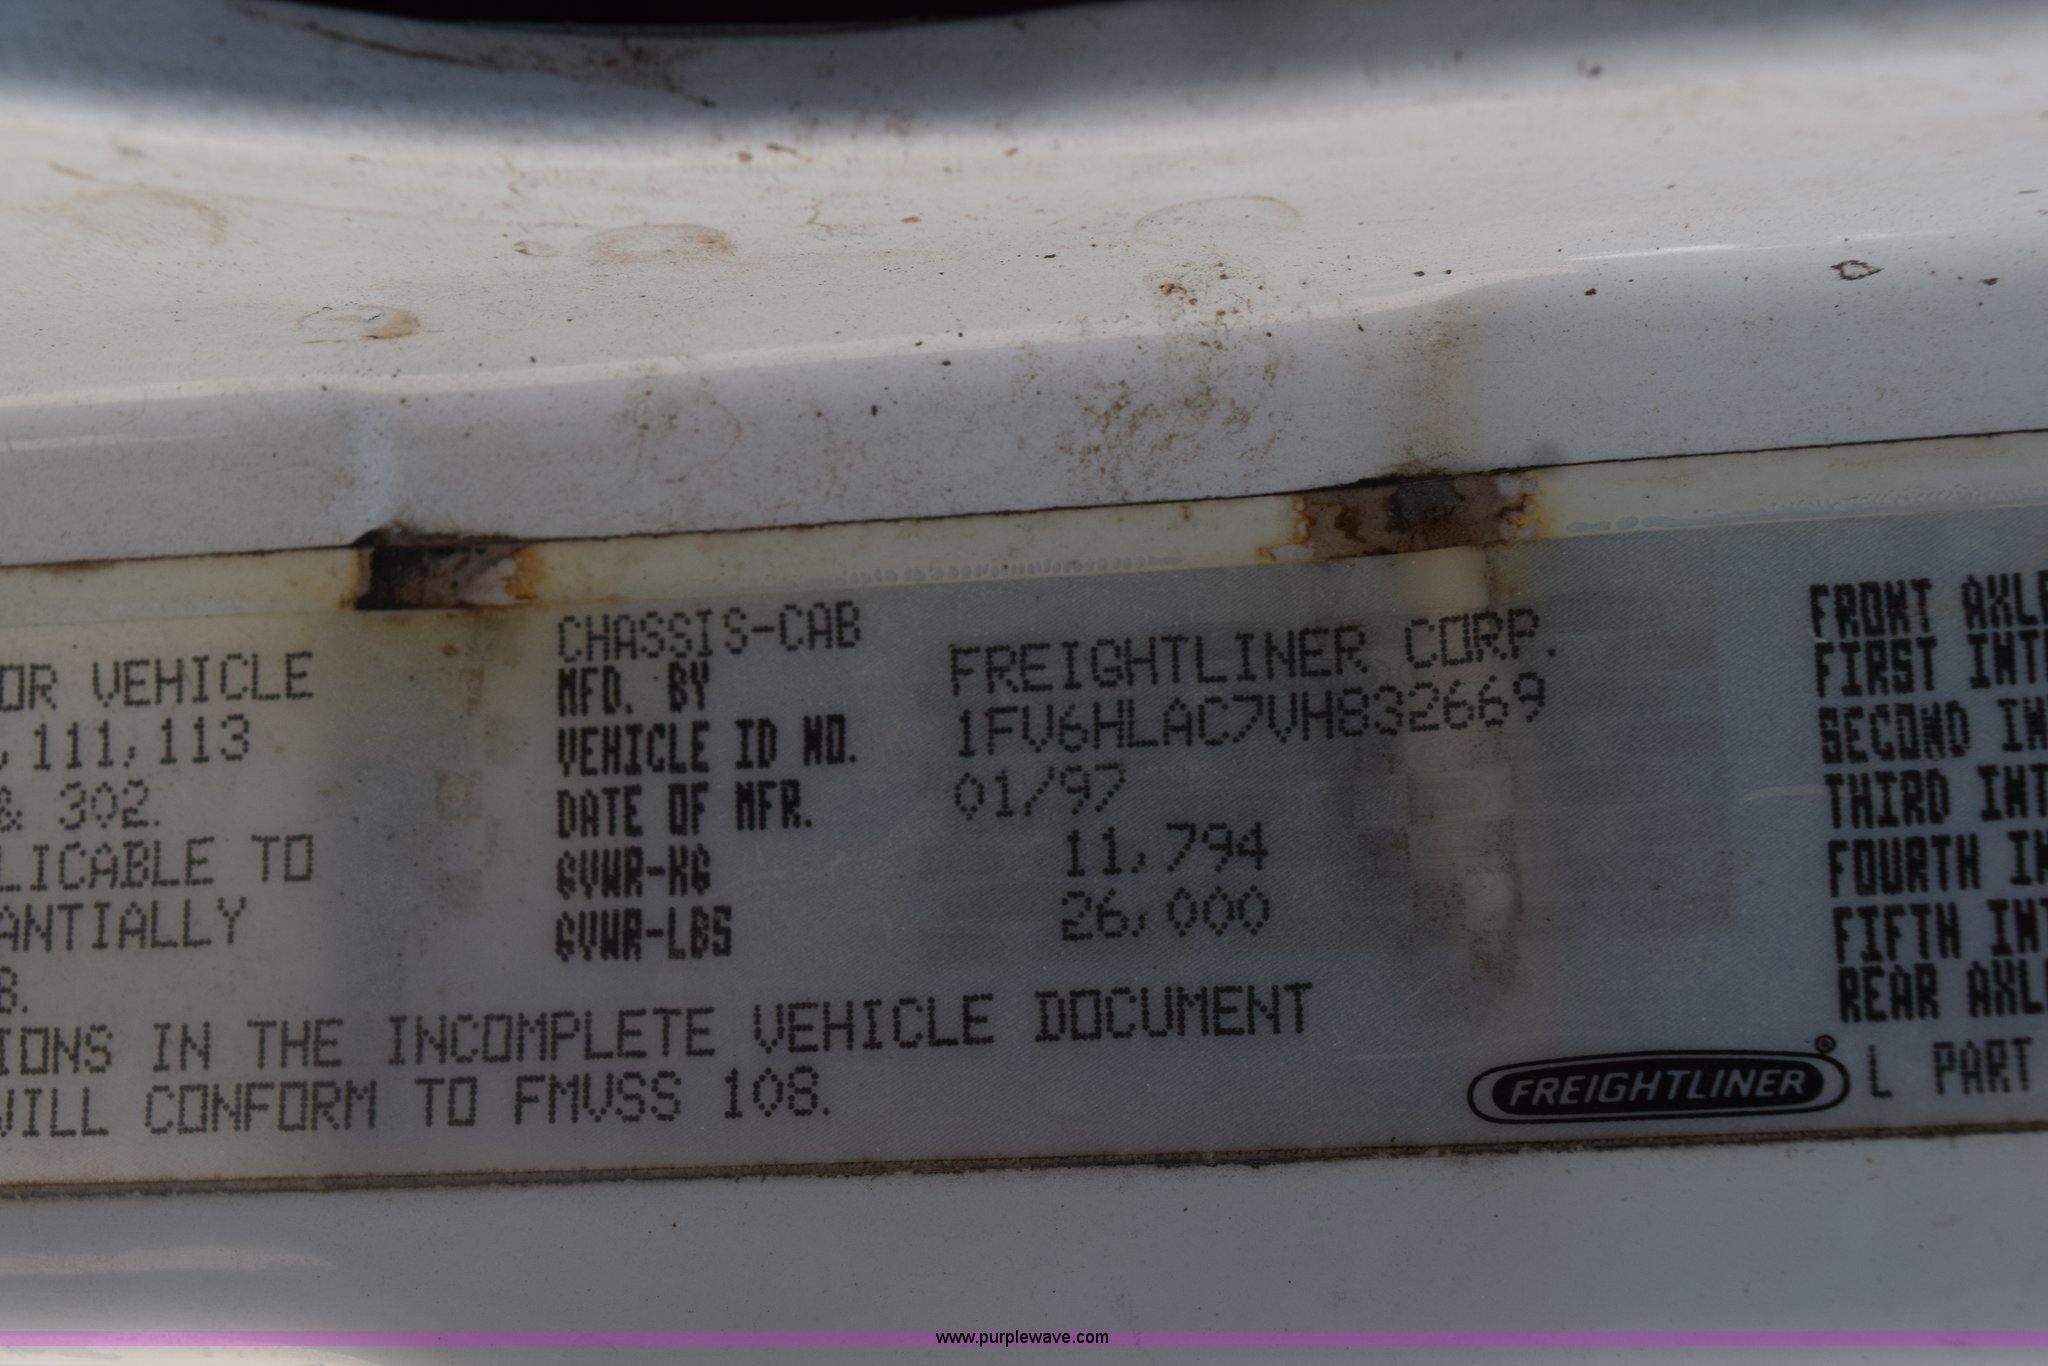 OR VEHICLE
, 111, 113
& 302.
LICABLE TO
ANTIALLY
B.
IONS IN THE INCOMPLETE VEHICLE DOCUMENT
WILL CONFORM TO FMVSS 108.
CHASSIS-CAB
MFD. BY FREIGHTLINER CORP.
VEHICLE ID NO. 1FV6HLAC7VH832669
DATE OF MFR. 01/97
GVWR-KG 11,794
GVWR-LBS 26,000
FREIGHTLINER®
FRONT AXLE
FIRST INT
SECOND IN
THIRD INT
FOURTH IN
FIFTH INT
REAR AXL
L PART
www.purplewave.com